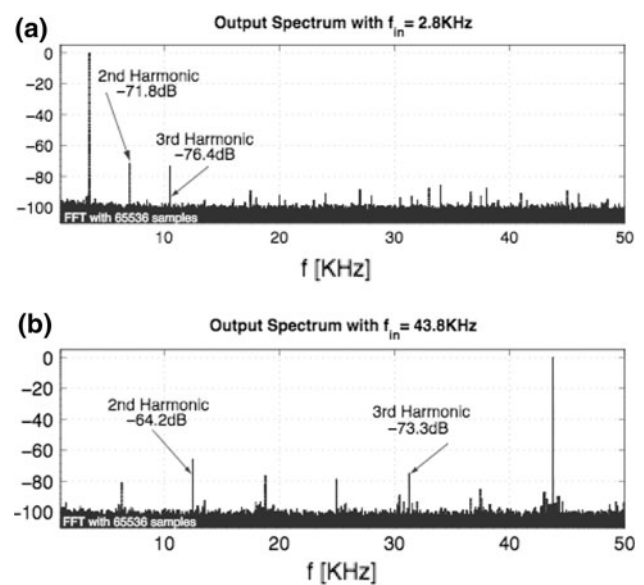 (a)
Output Spectrum with fin= 2.8KHz
0
−20
−40
−60
−80
−100
2nd Harmonic
−71.8dB
3rd Harmonic
−76.4dB
FFT with 65536 samples
10
20
30
40
50
f [KHz]
(b)
Output Spectrum with fin= 43.8KHz
0
−20
−40
−60
−80
−100
2nd Harmonic
−64.2dB
3rd Harmonic
−73.3dB
FFT with 65536 samples
10
20
30
40
50
f [KHz]